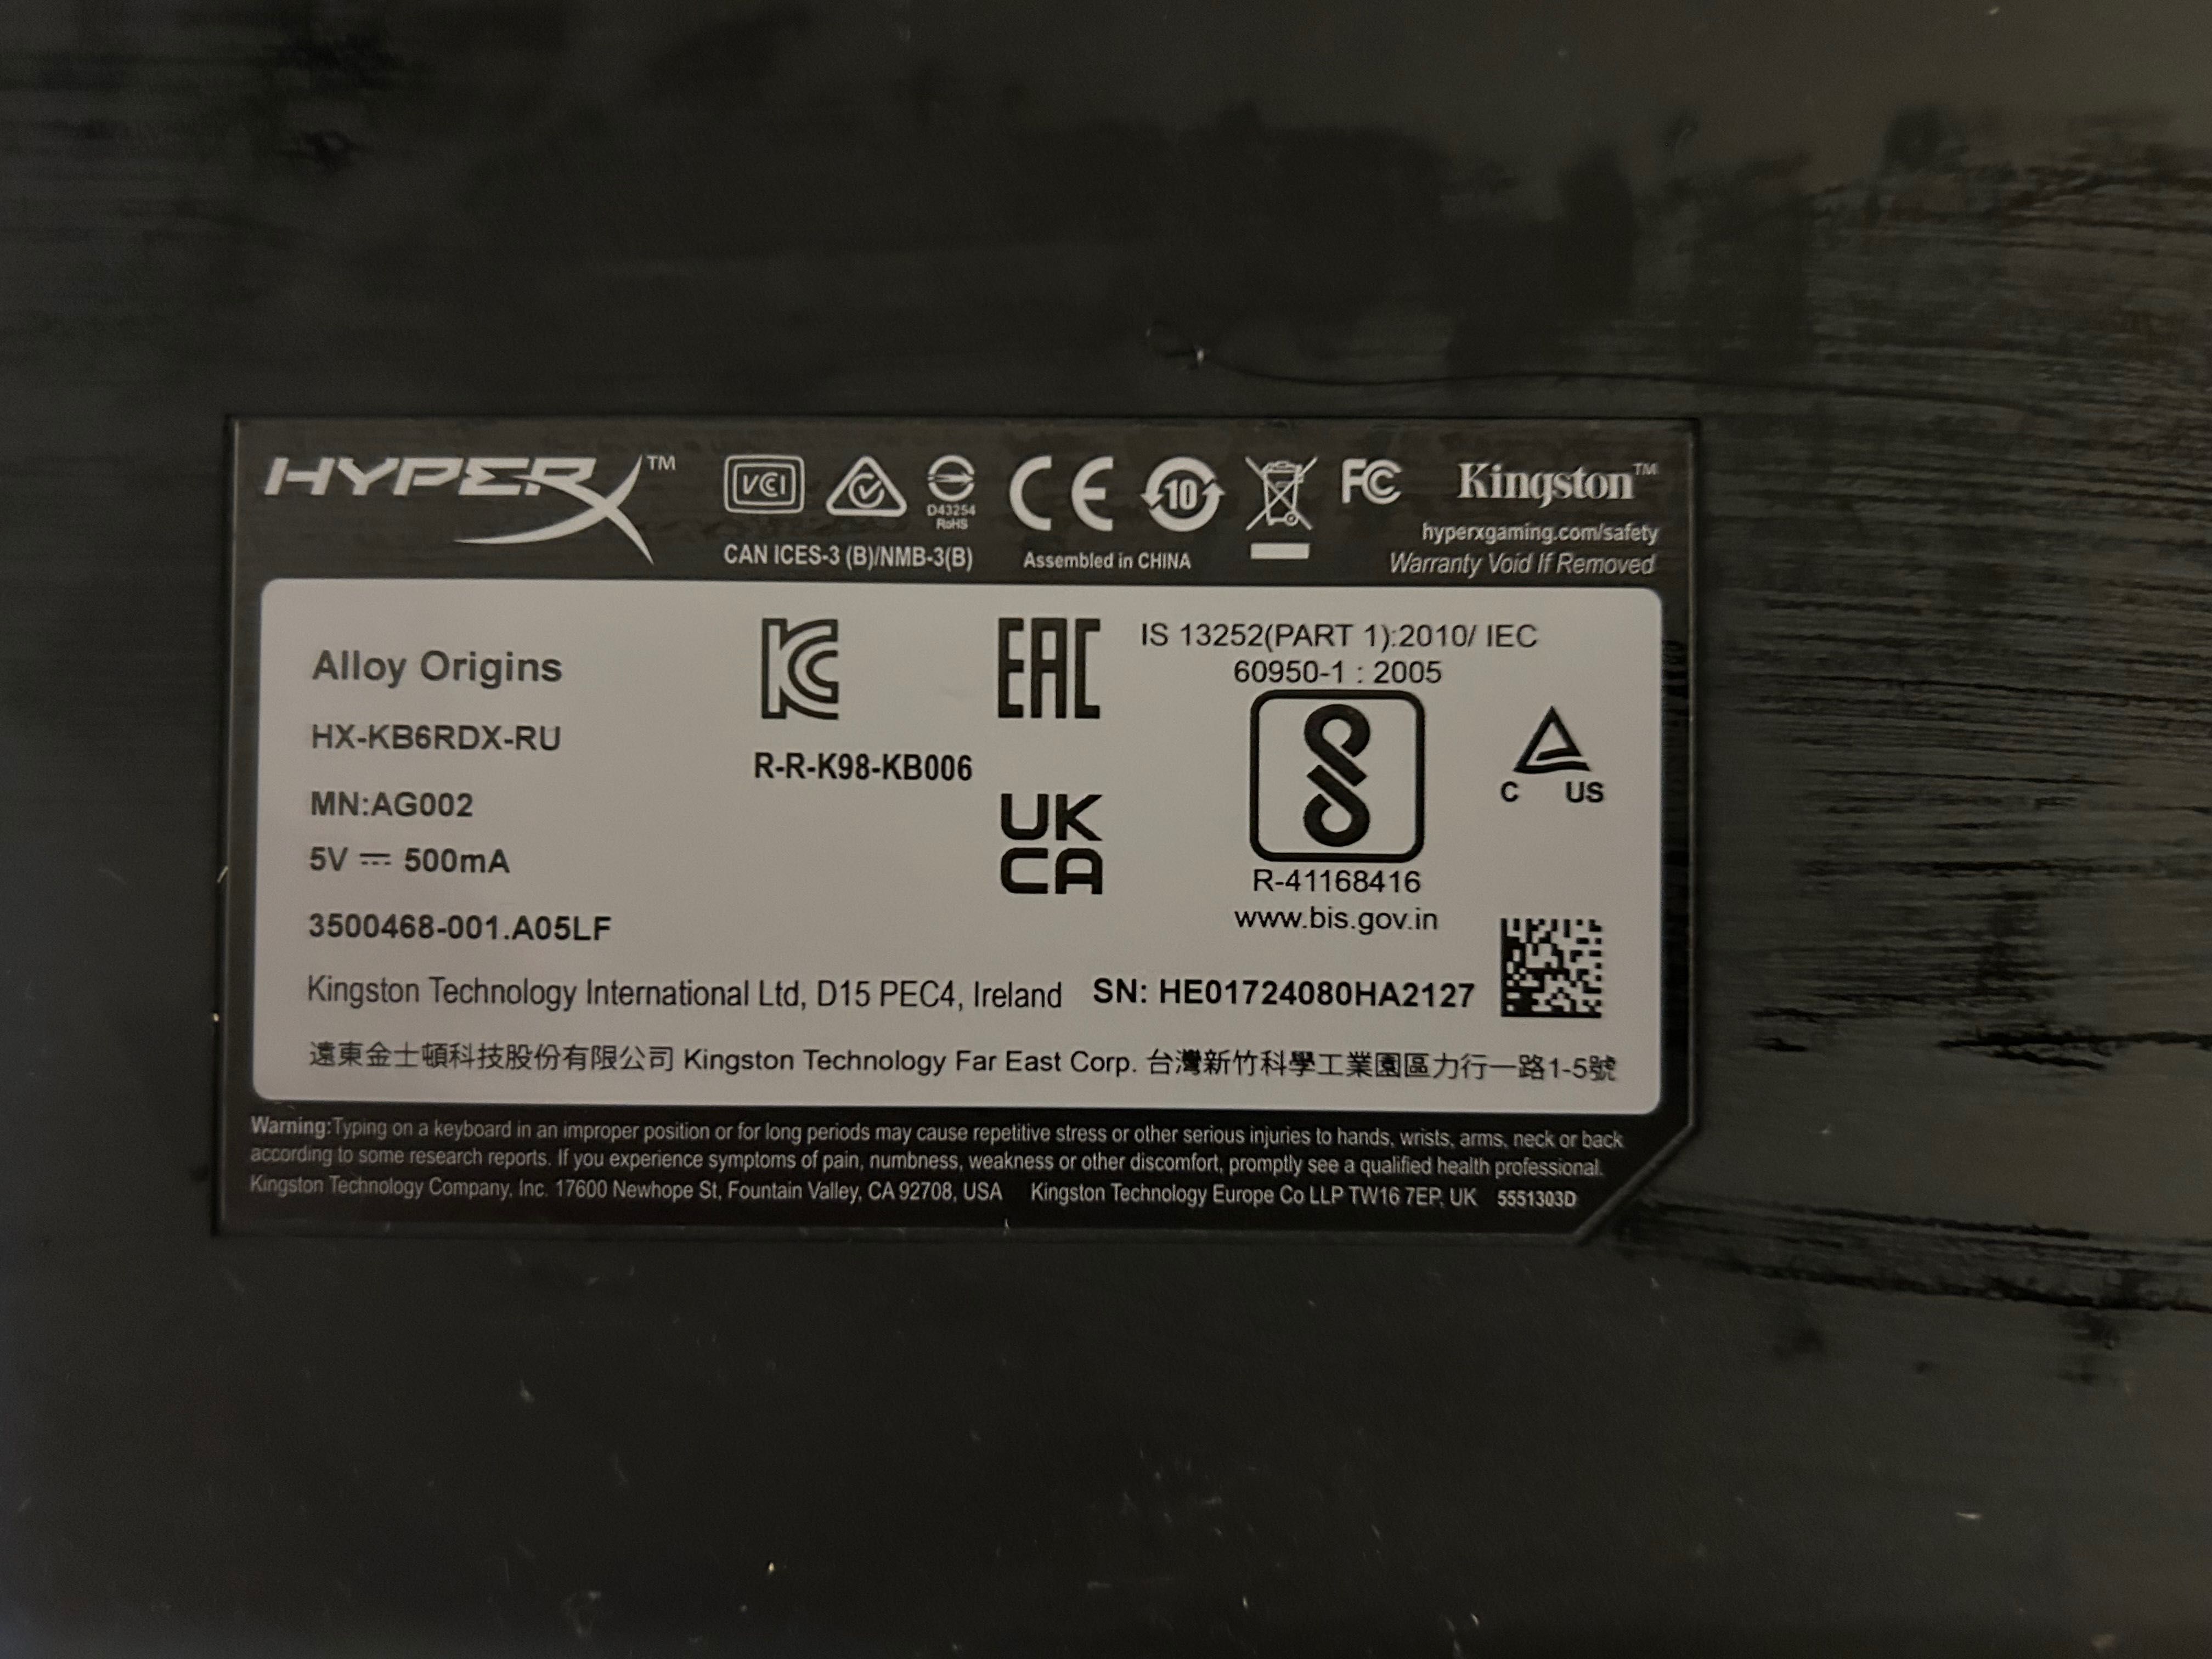 HYPERX™
VCI
D43254
RoHS
CE
10
FC
Kingston™
hyperxgaming.com/safety
CAN ICES-3 (B)/NMB-3(B)
Assembled in CHINA
Warranty Void If Removed
Alloy Origins
HX-KB6RDX-RU
MN:AG002
5V ⎓ 500mA
3500468-001.A05LF
KC
R-R-K98-KB006
EAC
UK
CA
IS 13252(PART 1):2010/ IEC
60950-1 : 2005
R-41168416
www.bis.gov.in
C US
Kingston Technology International Ltd, D15 PEC4, Ireland SN: HE01724080HA2127
遠東金士頓科技股份有限公司 Kingston Technology Far East Corp. 台灣新竹科學工業園區力行一路1-5號
Warning:Typing on a keyboard in an improper position or for long periods may cause repetitive stress or other serious injuries to hands, wrists, arms, neck or back
according to some research reports. If you experience symptoms of pain, numbness, weakness or other discomfort, promptly see a qualified health professional.
Kingston Technology Company, Inc. 17600 Newhope St, Fountain Valley, CA 92708, USA Kingston Technology Europe Co LLP TW16 7EP, UK 5551303D